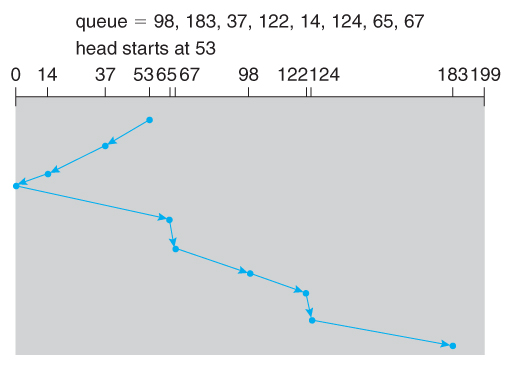 queue = 98, 183, 37, 122, 14, 124, 65, 67
head starts at 53
0 14 37 53 65 67 98 122 124 183 199